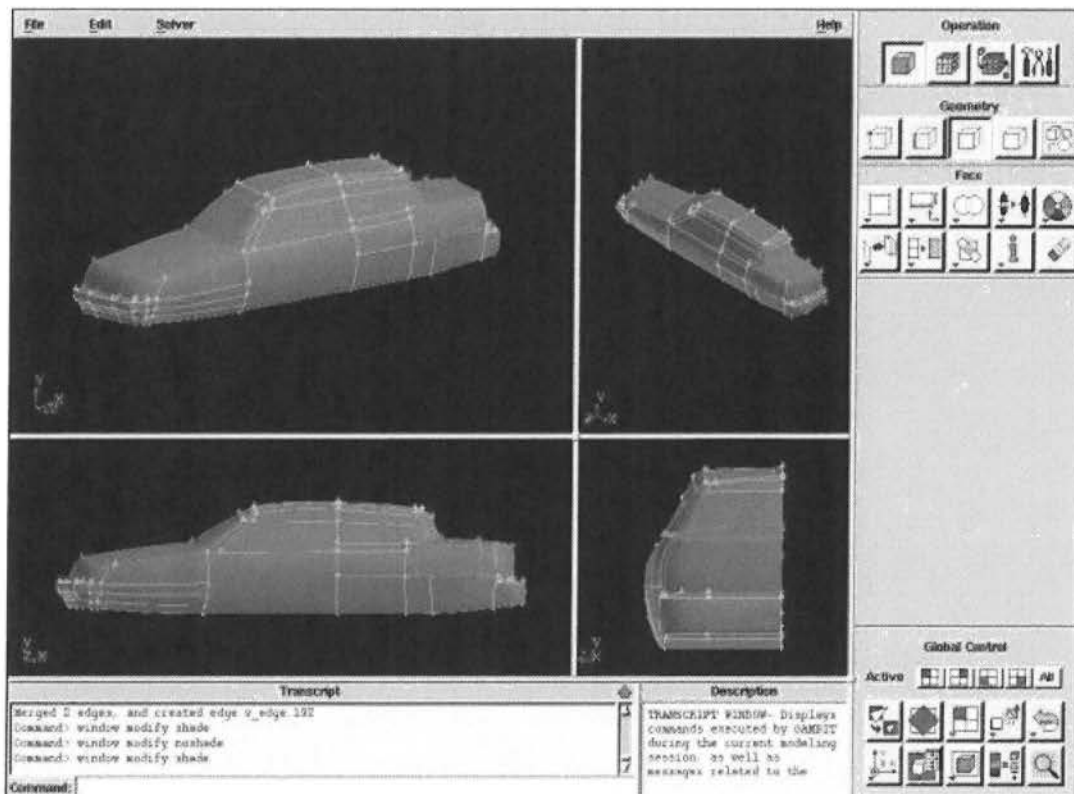 File Edit Solver Help
Operation
Geometry
Face
Transcript
Merged 2 edges, and created edge v_edge.192
Command> window modify shade
Command> window modify noshade
Command> window modify shade
Command:
Description
TRANSCRIPT WINDOW- Displays
commands executed by GAMBIT
during the current modeling
session, as well as
messages related to the
Global Control
Active All